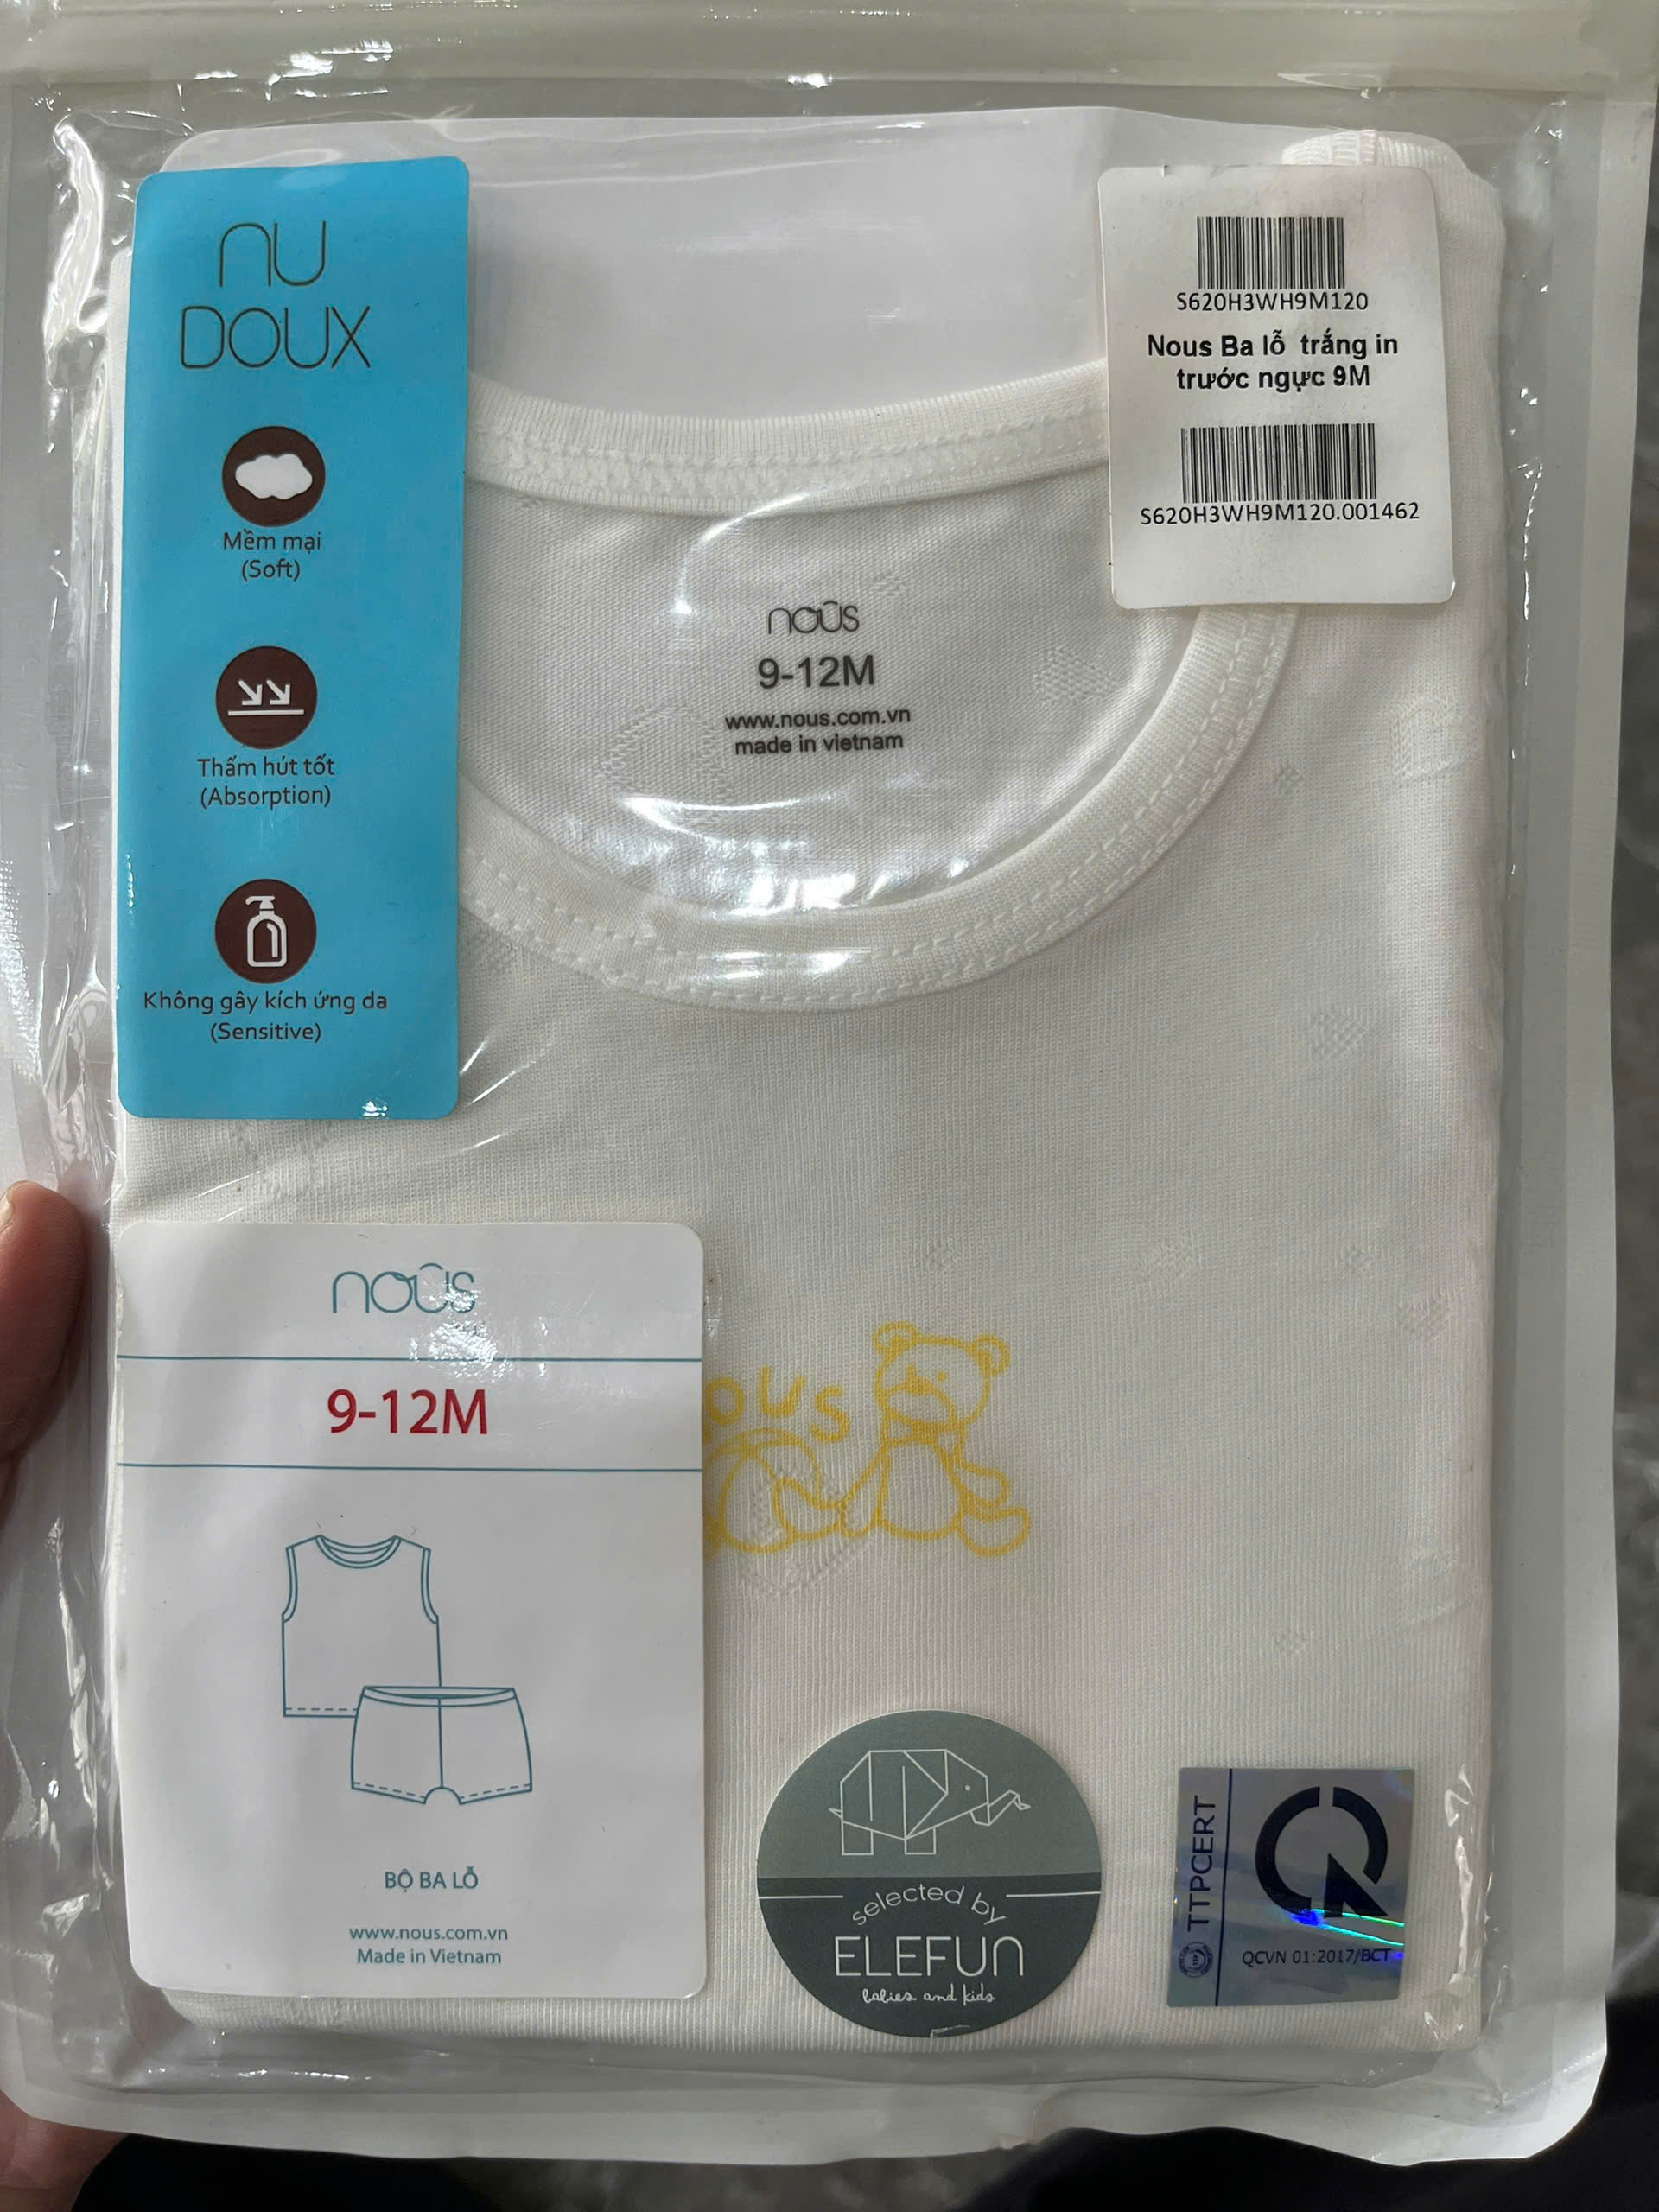 NU
DOUX
Mềm mại
(Soft)
Thấm hút tốt
(Absorption)
Không gây kích ứng da
(Sensitive)
S620H3WH9M120
Nous Ba lỗ trắng in
trước ngực 9M
S620H3WH9M120.001462
noûs
9-12M
www.nous.com.vn
made in vietnam
noûs
9-12M
BỘ BA LỖ
www.nous.com.vn
Made in Vietnam
ous
selected by
ELEFUN
babies and kids
TTPCERT
QCVN 01:2017/BCT